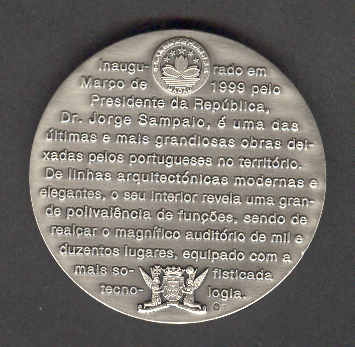 Inaugu- rado em
Março de 1999 pelo
Presidente da República,
Dr. Jorge Sampaio, é uma das
últimas e mais grandiosas obras dei-
xadas pelos portugueses no território.
De linhas arquitectónicas modernas e
elegantes, o seu interior revela uma gran-
de polivalência de funções, sendo de
realçar o magnífico auditório de mil e
duzentos lugares, equipado com a
mais so- fisticada
tecno- logia.